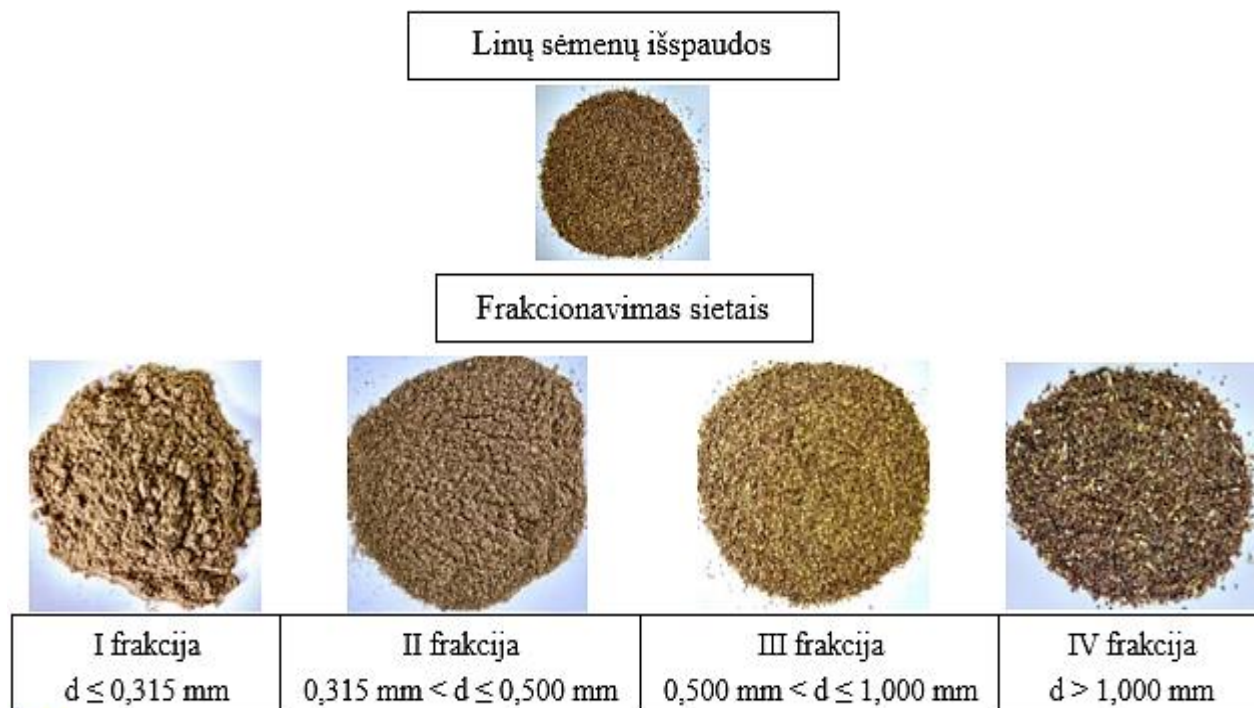 Linų sėmenų išspaudos
Frakcionavimas sietais
I frakcija
d ≤ 0,315 mm
II frakcija
0,315 mm < d ≤ 0,500 mm
III frakcija
0,500 mm < d ≤ 1,000 mm
IV frakcija
d > 1,000 mm